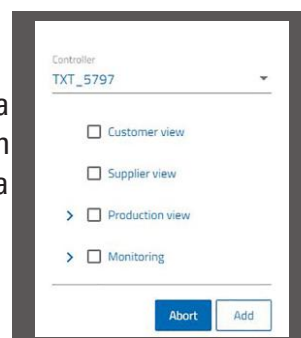 Controller
TXT_5797
a
Customer view
n
Supplier view
a
Production view
Monitoring
Abort
Add